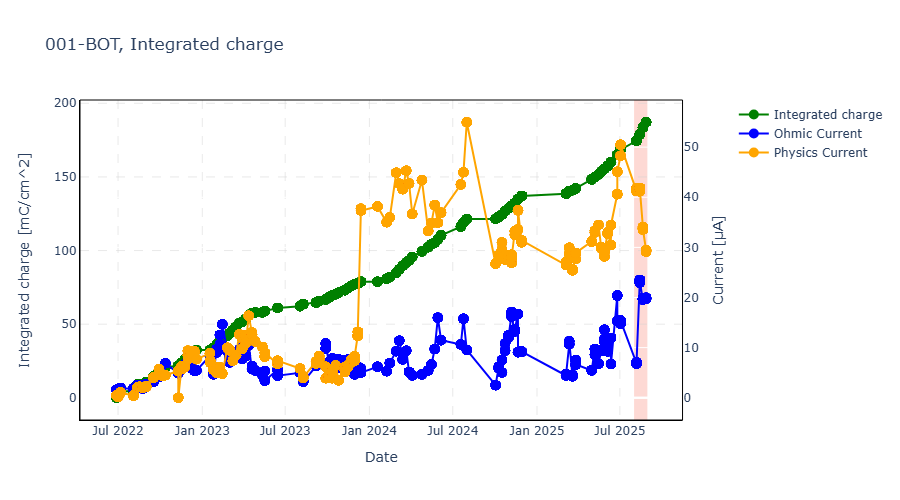 001-BOT, Integrated charge
Integrated charge
Ohmic Current
Physics Current
200
150
100
50
0
50
40
30
20
10
0
Integrated charge [mC/cm^2]
Current [μA]
Jul 2022
Jan 2023
Jul 2023
Jan 2024
Jul 2024
Jan 2025
Jul 2025
Date